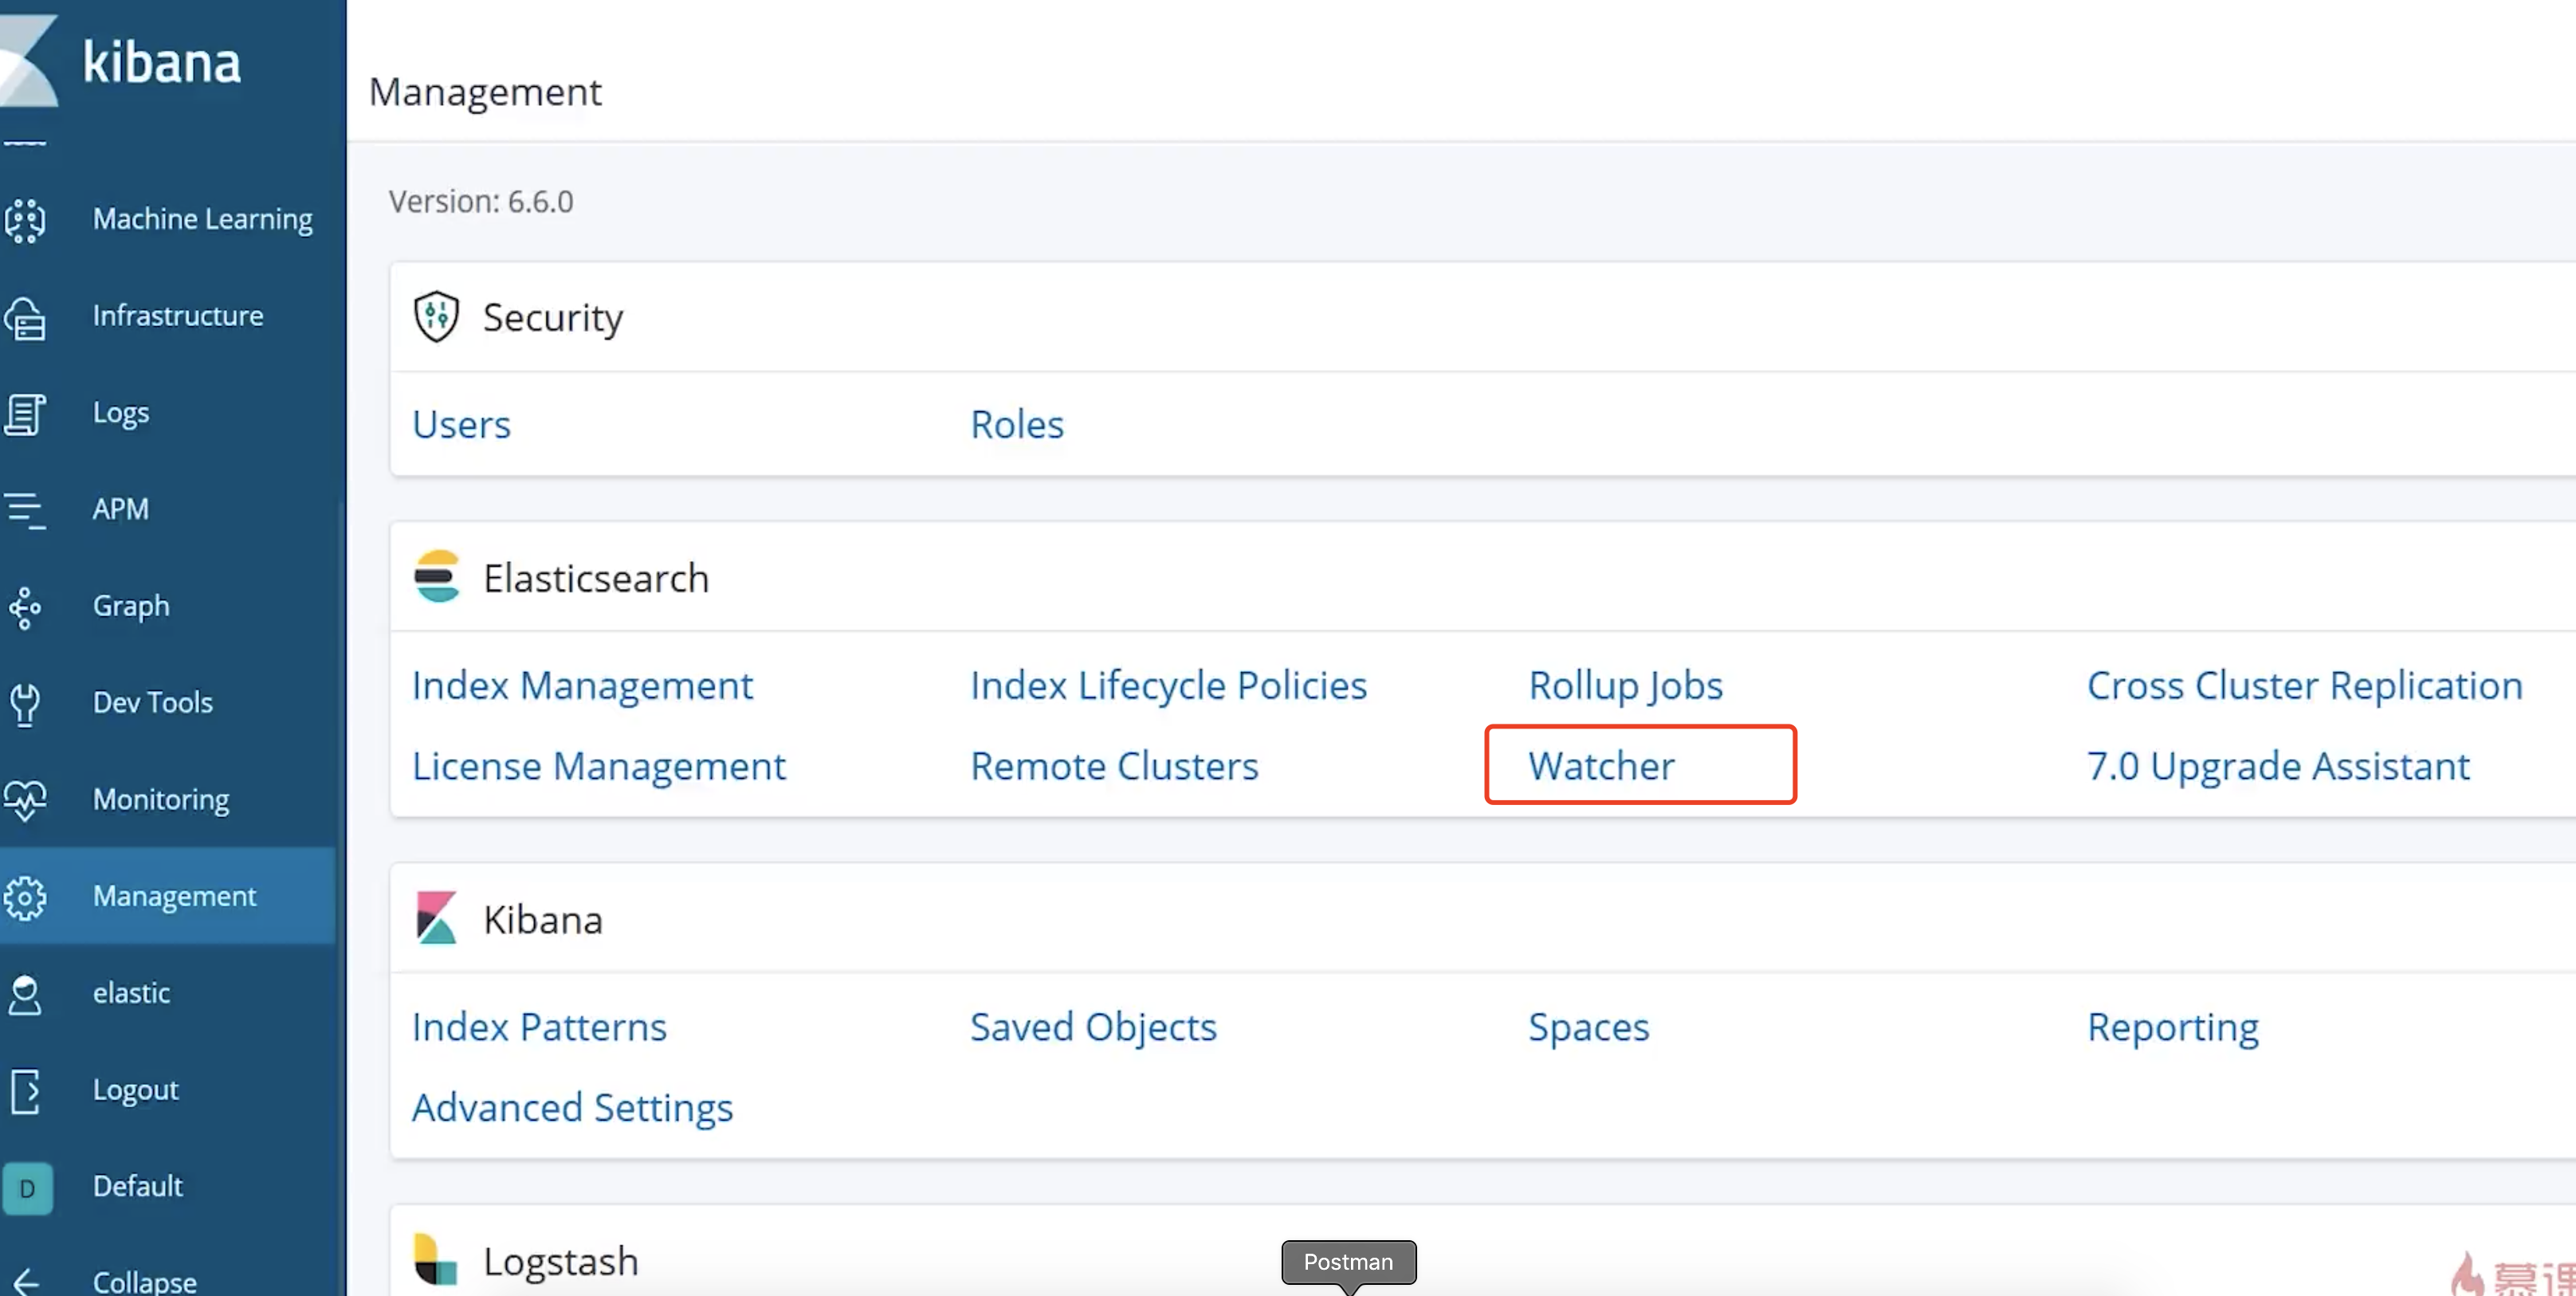 kibana
Machine Learning
Infrastructure
Logs
APM
Graph
Dev Tools
Monitoring
Management
elastic
Logout
D Default
Collapse
Management
Version: 6.6.0
Security
Users Roles
Elasticsearch
Index Management Index Lifecycle Policies Rollup Jobs Cross Cluster Replication
License Management Remote Clusters Watcher 7.0 Upgrade Assistant
Kibana
Index Patterns Saved Objects Spaces Reporting
Advanced Settings
Logstash
Postman
慕课